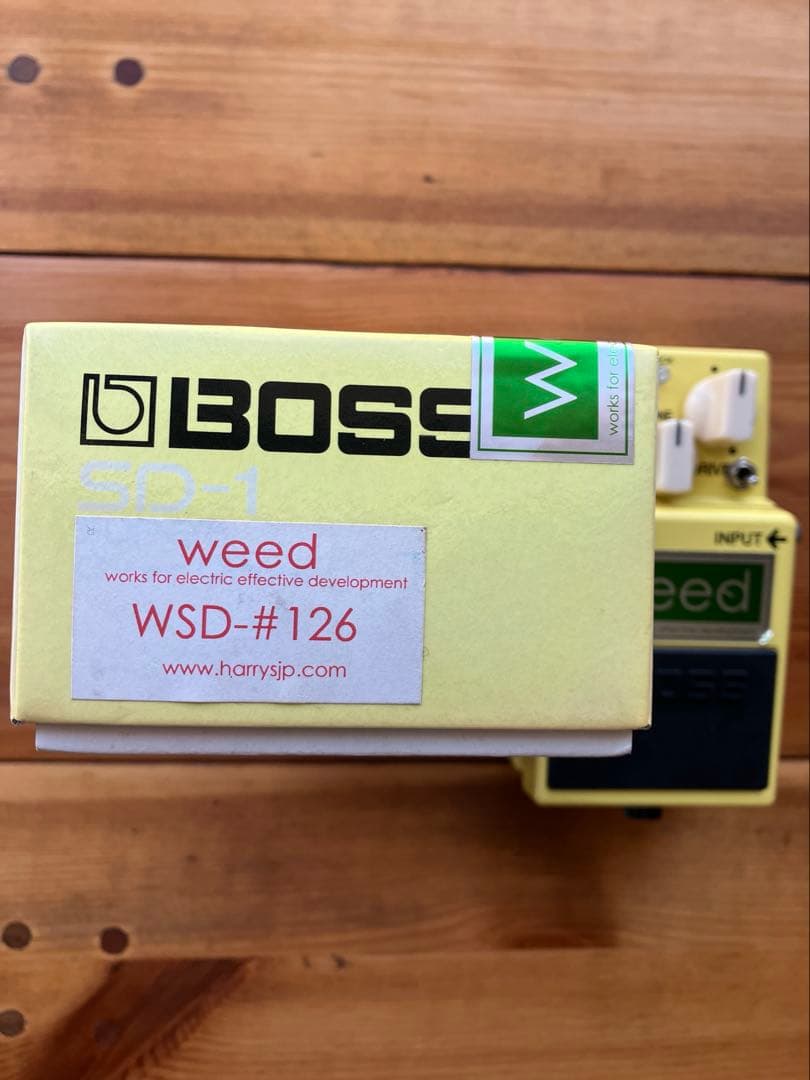 BOSS
SD-1
W
works for ele
weed
works for electric effective development
WSD-#126
www.harrysjp.com
INPUT
eed
BOSS